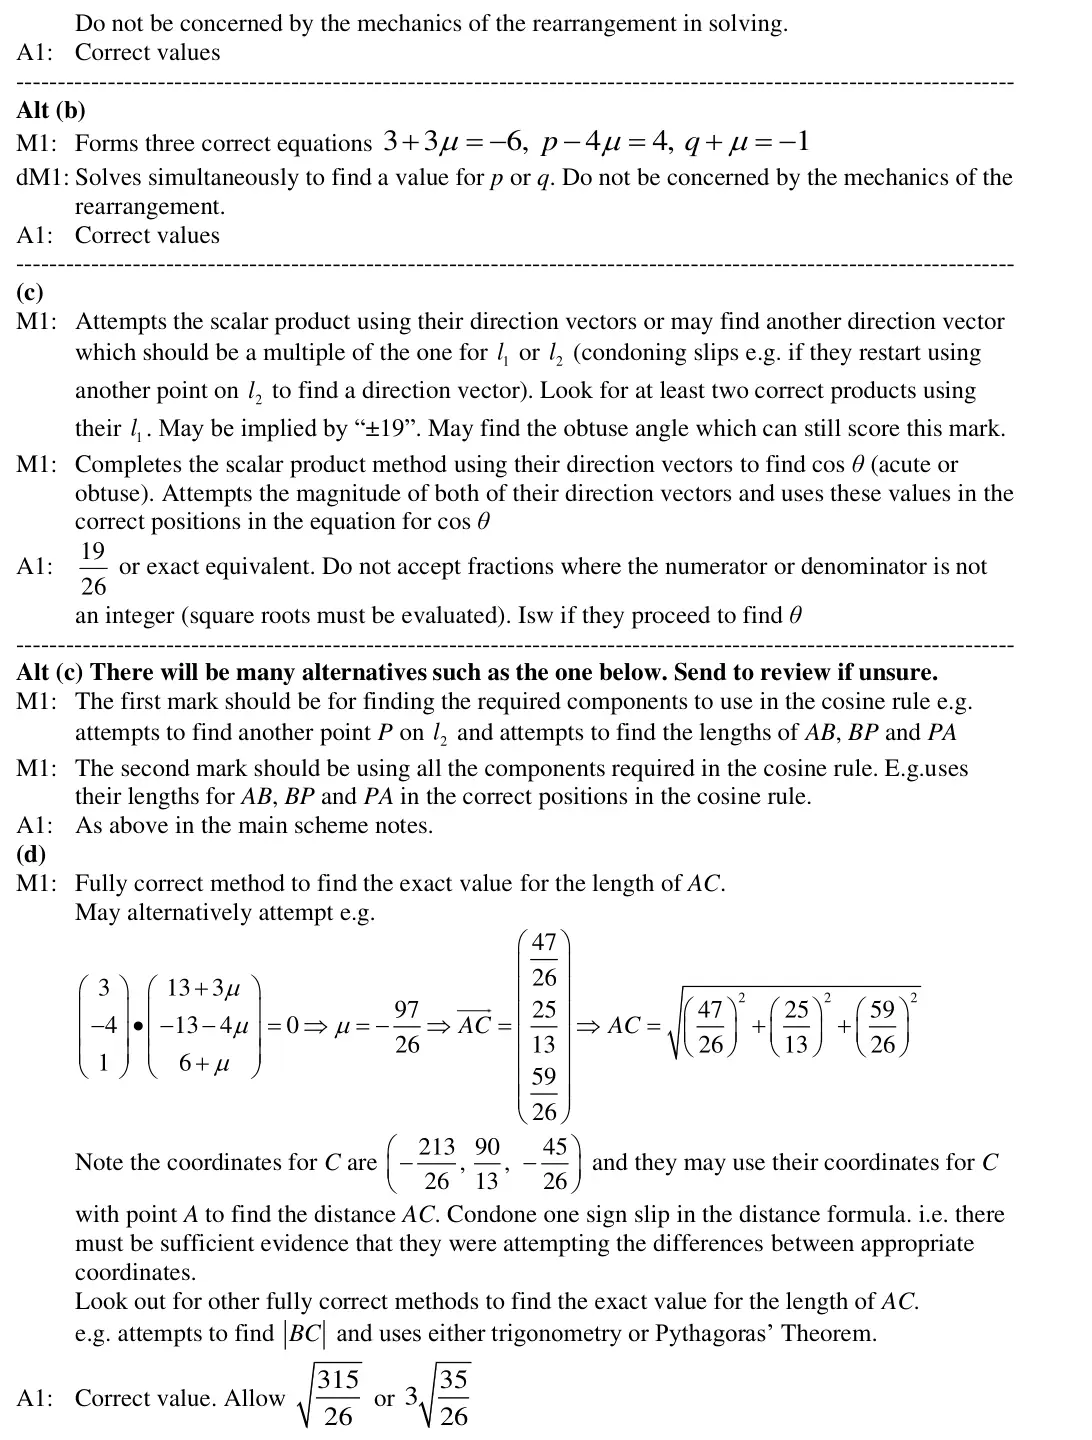 Do not be concerned by the mechanics of the rearrangement in solving.
A1: Correct values
------------------------------------------------------------------------------------------------------------------------
Alt (b)
M1: Forms three correct equations 3+3μ=−6, p−4μ=4, q+μ=−1
dM1: Solves simultaneously to find a value for p or q. Do not be concerned by the mechanics of the
rearrangement.
A1: Correct values
------------------------------------------------------------------------------------------------------------------------
(c)
M1: Attempts the scalar product using their direction vectors or may find another direction vector
which should be a multiple of the one for l₁ or l₂ (condoning slips e.g. if they restart using
another point on l₂ to find a direction vector). Look for at least two correct products using
their l₁. May be implied by “±19”. May find the obtuse angle which can still score this mark.
M1: Completes the scalar product method using their direction vectors to find cos θ (acute or
obtuse). Attempts the magnitude of both of their direction vectors and uses these values in the
correct positions in the equation for cos θ
A1: 19/26 or exact equivalent. Do not accept fractions where the numerator or denominator is not
an integer (square roots must be evaluated). Isw if they proceed to find θ
------------------------------------------------------------------------------------------------------------------------
Alt (c) There will be many alternatives such as the one below. Send to review if unsure.
M1: The first mark should be for finding the required components to use in the cosine rule e.g.
attempts to find another point P on l₂ and attempts to find the lengths of AB, BP and PA
M1: The second mark should be using all the components required in the cosine rule. E.g.uses
their lengths for AB, BP and PA in the correct positions in the cosine rule.
A1: As above in the main scheme notes.
(d)
M1: Fully correct method to find the exact value for the length of AC.
May alternatively attempt e.g.
(3, −4, 1) • (13+3μ, −13−4μ, 6+μ) = 0 ⇒ μ = −97/26 ⇒ AC→ = (47/26, 25/13, 59/26) ⇒ AC = √((47/26)² + (25/13)² + (59/26)²)
Note the coordinates for C are (−213/26, 90/13, −45/26) and they may use their coordinates for C
with point A to find the distance AC. Condone one sign slip in the distance formula. i.e. there
must be sufficient evidence that they were attempting the differences between appropriate
coordinates.
Look out for other fully correct methods to find the exact value for the length of AC.
e.g. attempts to find |BC| and uses either trigonometry or Pythagoras’ Theorem.
A1: Correct value. Allow √(315/26) or 3√(35/26)